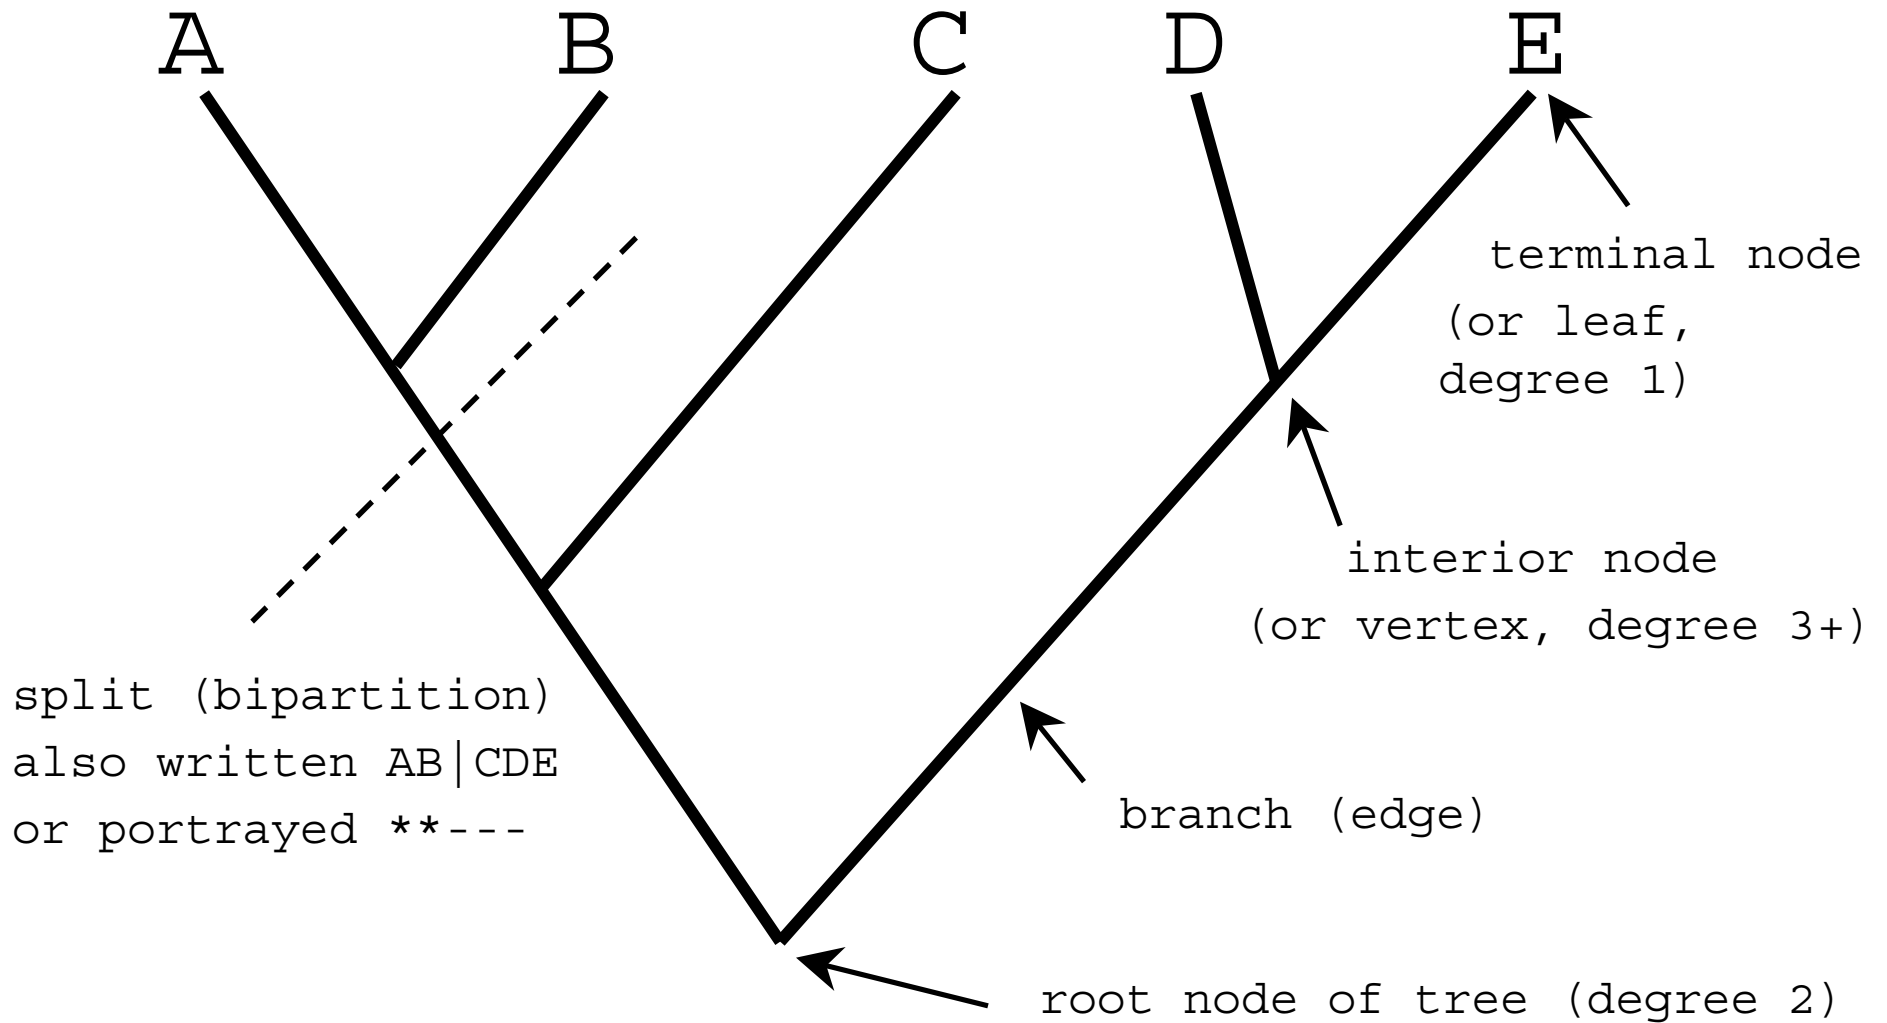 A B C D E
terminal node
(or leaf,
degree 1)
interior node
(or vertex, degree 3+)
split (bipartition)
also written AB|CDE
or portrayed **---
branch (edge)
root node of tree (degree 2)